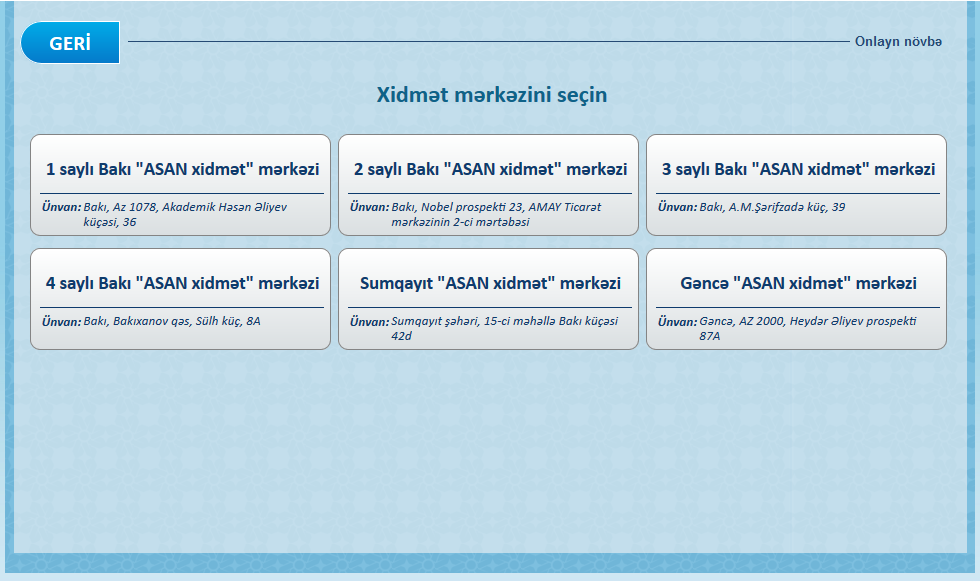 GERİ
Onlayn növbə
Xidmət mərkəzini seçin
1 saylı Bakı "ASAN xidmət" mərkəzi
Ünvan: Bakı, Az 1078, Akademik Həsən Əliyev
küçəsi, 36
2 saylı Bakı "ASAN xidmət" mərkəzi
Ünvan: Bakı, Nobel prospekti 23, AMAY Ticarət
mərkəzinin 2-ci mərtəbəsi
3 saylı Bakı "ASAN xidmət" mərkəzi
Ünvan: Bakı, A.M.Şərifzadə küç, 39
4 saylı Bakı "ASAN xidmət" mərkəzi
Ünvan: Bakı, Bakıxanov qəs, Sülh küç, 8A
Sumqayıt "ASAN xidmət" mərkəzi
Ünvan: Sumqayıt şəhəri, 15-ci məhəllə Bakı küçəsi
42d
Gəncə "ASAN xidmət" mərkəzi
Ünvan: Gəncə, AZ 2000, Heydər Əliyev prospekti
87A